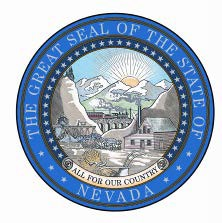 THE GREAT SEAL OF THE STATE OF
NEVADA
ALL FOR OUR COUNTRY